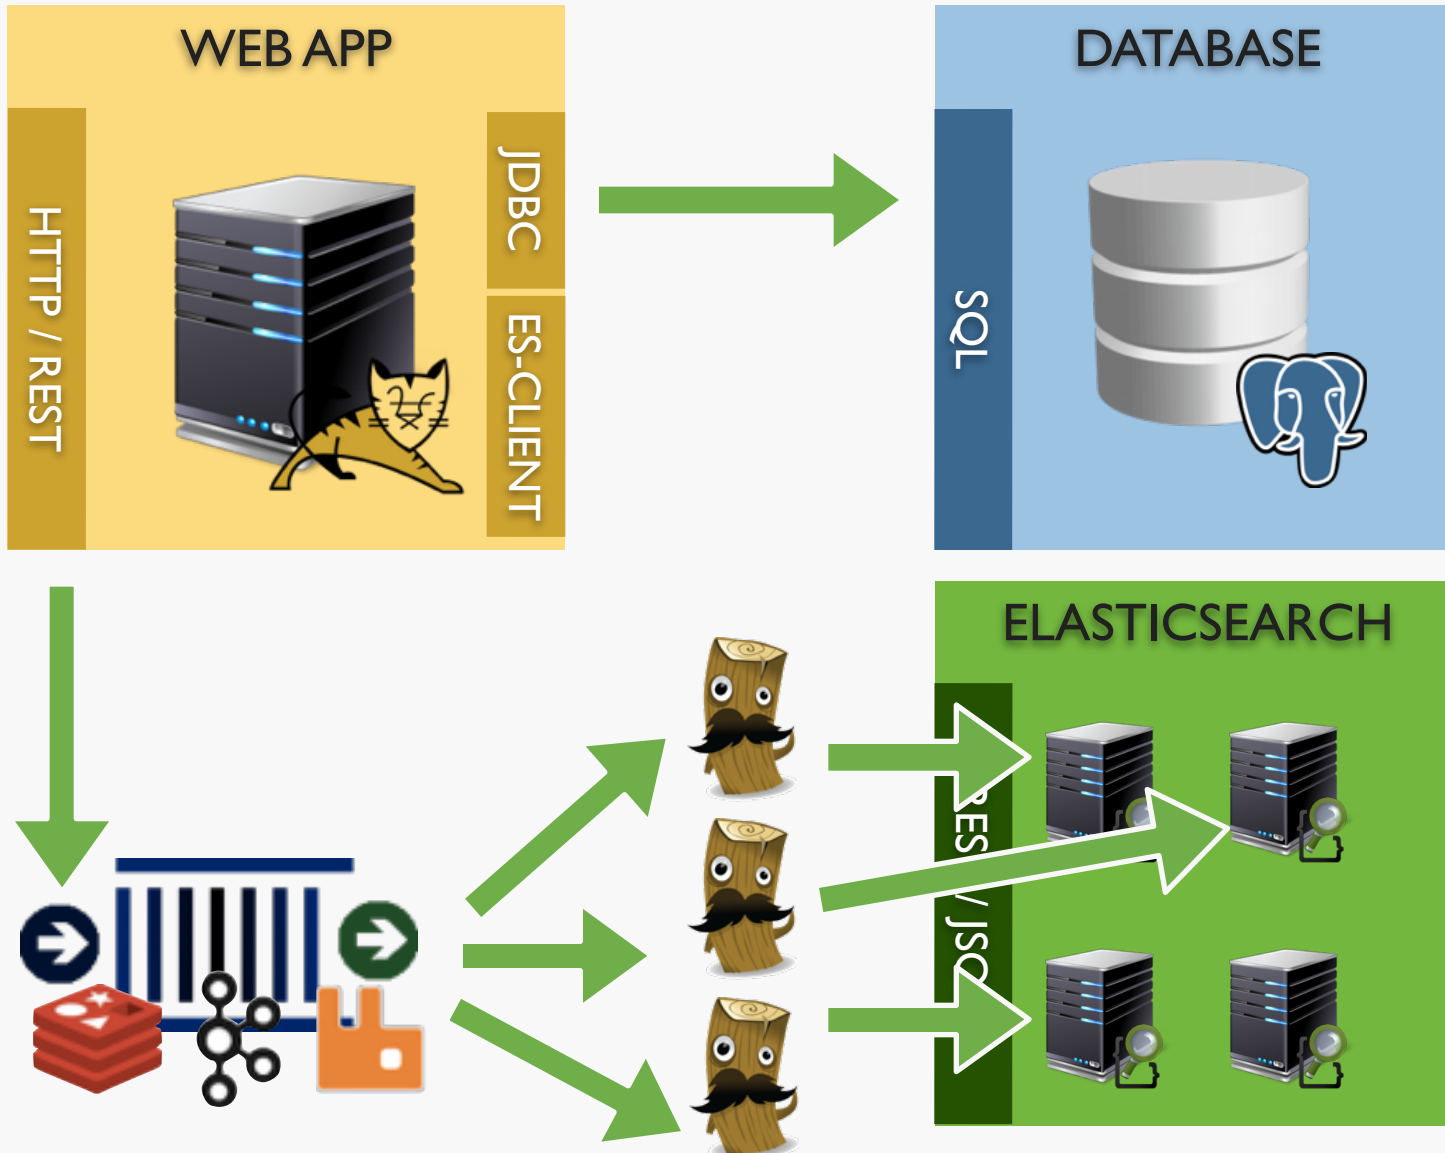 WEB APP
HTTP / REST
JDBC
ES-CLIENT
DATABASE
SQL
ELASTICSEARCH